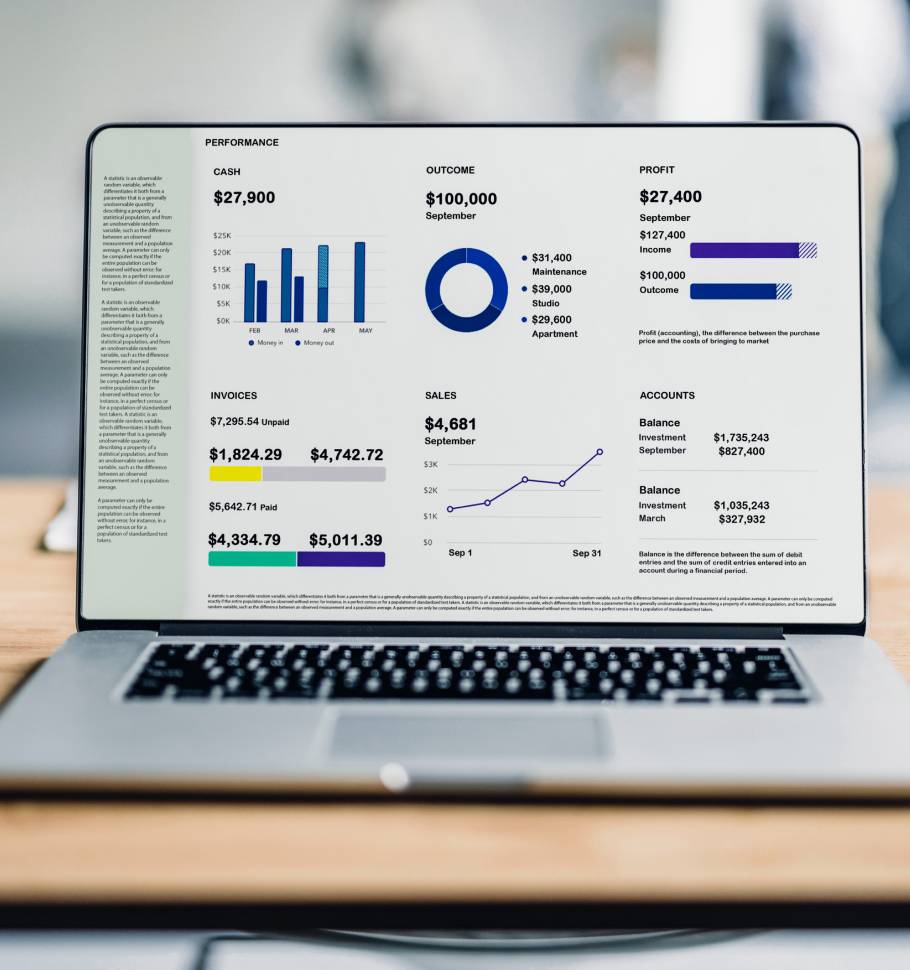 PERFORMANCE
A statistic is an observable
random variable, which
differentiates it both from a
parameter that is a generally
unobservable quantity
describing a property of a
statistical population, and from
an unobservable random
variable, such as the difference
between an observed
measurement and a population
average. A parameter can only
be computed exactly if the
entire population can be
observed without error; for
instance, in a perfect census or
for a population of standardized
test takers.
A statistic is an observable
random variable, which
differentiates it both from a
parameter that is a generally
unobservable quantity
describing a property of a
statistical population, and from
an unobservable random
variable, such as the difference
between an observed
measurement and a population
average. A parameter can only
be computed exactly if the
entire population can be
observed without error; for
instance, in a perfect census or
for a population of standardized
test takers. A statistic is an
observable random variable,
which differentiates it both from
a parameter that is a generally
unobservable quantity
describing a property of a
statistical population, and from
an unobservable random
variable, such as the difference
between an observed
measurement and a population
average.
A parameter can only be
computed exactly if the entire
population can be observed
without error; for instance, in a
perfect census or for a
population of standardized test
takers.
CASH
$27,900
$25K
$20K
$15K
$10K
$5K
$0K
FEB MAR APR MAY
Money in Money out
OUTCOME
$100,000
September
$31,400
Maintenance
$39,000
Studio
$29,600
Apartment
PROFIT
$27,400
September
$127,400
Income
$100,000
Outcome
Profit (accounting), the difference between the purchase
price and the costs of bringing to market
INVOICES
$7,295.54 Unpaid
$1,824.29 $4,742.72
$5,642.71 Paid
$4,334.79 $5,011.39
SALES
$4,681
September
$3K
$2K
$1K
$0
Sep 1 Sep 31
ACCOUNTS
Balance
Investment $1,735,243
September $827,400
Balance
Investment $1,035,243
March $327,932
Balance is the difference between the sum of debit
entries and the sum of credit entries entered into an
account during a financial period.
A statistic is an observable random variable, which differentiates it both from a parameter that is a generally unobservable quantity describing a property of a statistical population, and from an unobservable random variable, such as the difference between an observed measurement and a population average. A parameter can only be computed
exactly if the entire population can be observed without error; for instance, in a perfect census or for a population of standardized test takers. A statistic is an observable random variable, which differentiates it both from a parameter that is a generally unobservable quantity describing a property of a statistical population, and from an unobservable
random variable, such as the difference between an observed measurement and a population average. A parameter can only be computed exactly if the entire population can be observed without error; for instance, in a perfect census or for a population of standardized test takers.